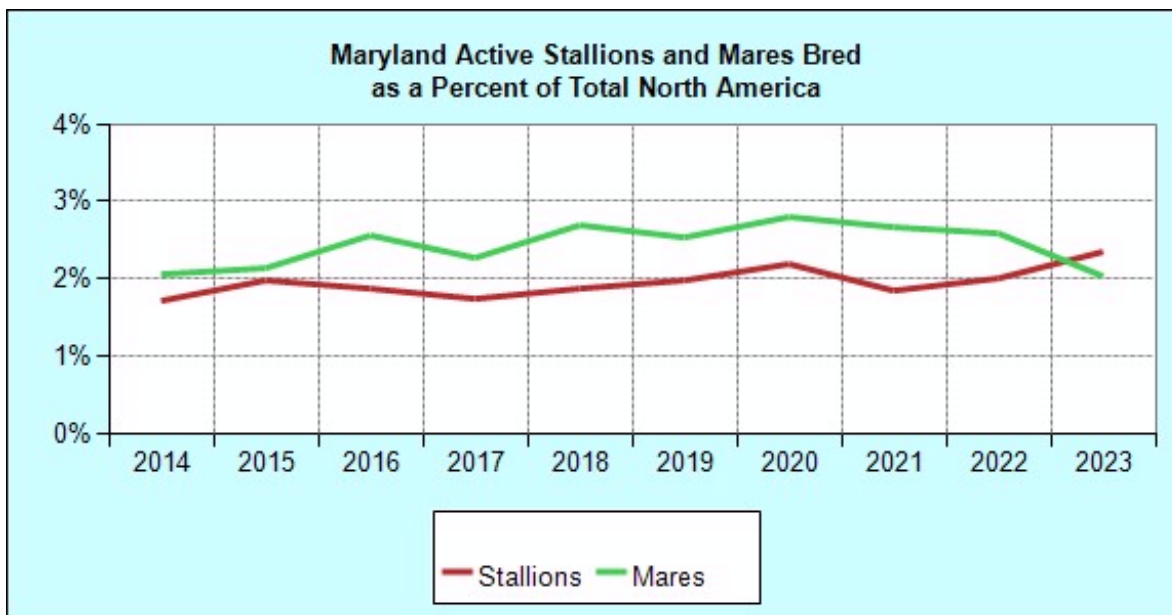 Maryland Active Stallions and Mares Bred
as a Percent of Total North America
4%
3%
2%
1%
0%
2014 2015 2016 2017 2018 2019 2020 2021 2022 2023
Stallions Mares